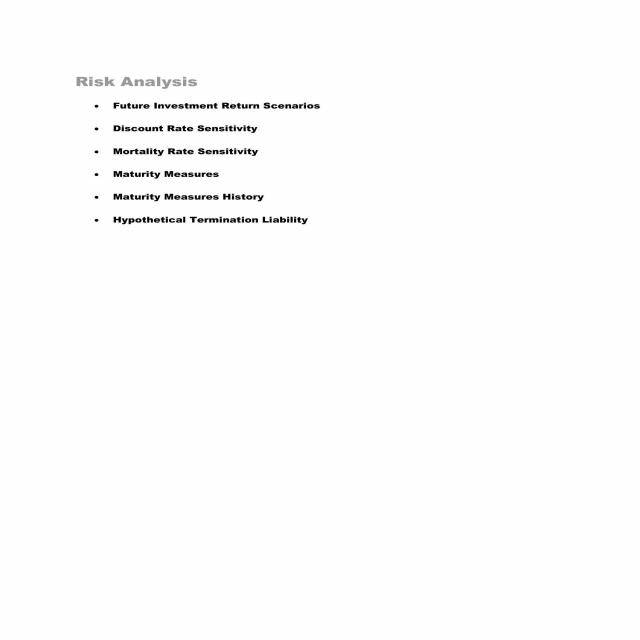 Risk Analysis
• Future Investment Return Scenarios
• Discount Rate Sensitivity
• Mortality Rate Sensitivity
• Maturity Measures
• Maturity Measures History
• Hypothetical Termination Liability